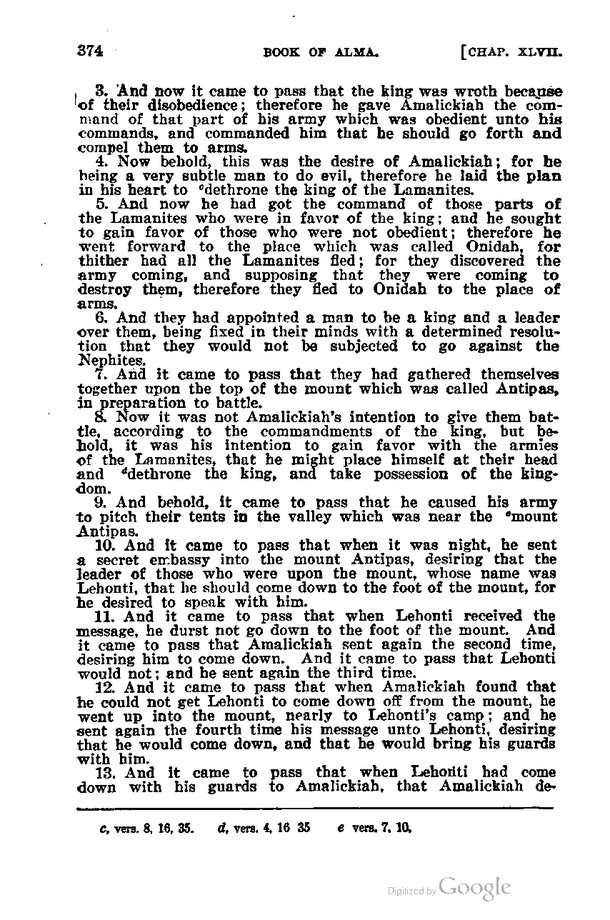 374 BOOK OF ALMA. [CHAP. XLVII.
3. And now it came to pass that the king was wroth because
of their disobedience; therefore he gave Amalickiah the com-
mand of that part of his army which was obedient unto his
commands, and commanded him that he should go forth and
compel them to arms.
4. Now behold, this was the desire of Amalickiah; for he
being a very subtle man to do evil, therefore he laid the plan
in his heart to cdethrone the king of the Lamanites.
5. And now he had got the command of those parts of
the Lamanites who were in favor of the king; and he sought
to gain favor of those who were not obedient; therefore he
went forward to the place which was called Onidah, for
thither had all the Lamanites fled; for they discovered the
army coming, and supposing that they were coming to
destroy them, therefore they fled to Onidah to the place of
arms.
6. And they had appointed a man to be a king and a leader
over them, being fixed in their minds with a determined resolu-
tion that they would not be subjected to go against the
Nephites.
7. And it came to pass that they had gathered themselves
together upon the top of the mount which was called Antipas,
in preparation to battle.
8. Now it was not Amalickiah's intention to give them bat-
tle, according to the commandments of the king, but be-
hold, it was his intention to gain favor with the armies
of the Lamanites, that he might place himself at their head
and ddethrone the king, and take possession of the king-
dom.
9. And behold, it came to pass that he caused his army
to pitch their tents in the valley which was near the emount
Antipas.
10. And it came to pass that when it was night, he sent
a secret embassy into the mount Antipas, desiring that the
leader of those who were upon the mount, whose name was
Lehonti, that he should come down to the foot of the mount, for
he desired to speak with him.
11. And it came to pass that when Lehonti received the
message, he durst not go down to the foot of the mount. And
it came to pass that Amalickiah sent again the second time,
desiring him to come down. And it came to pass that Lehonti
would not; and he sent again the third time.
12. And it came to pass that when Amalickiah found that
he could not get Lehonti to come down off from the mount, he
went up into the mount, nearly to Lehonti's camp; and he
sent again the fourth time his message unto Lehonti, desiring
that he would come down, and that he would bring his guards
with him.
13. And it came to pass that when Lehonti had come
down with his guards to Amalickiah, that Amalickiah de-
c, vers. 8, 16, 35. d, vers. 4, 16 35 e vers. 7, 10,
Digitized by Google